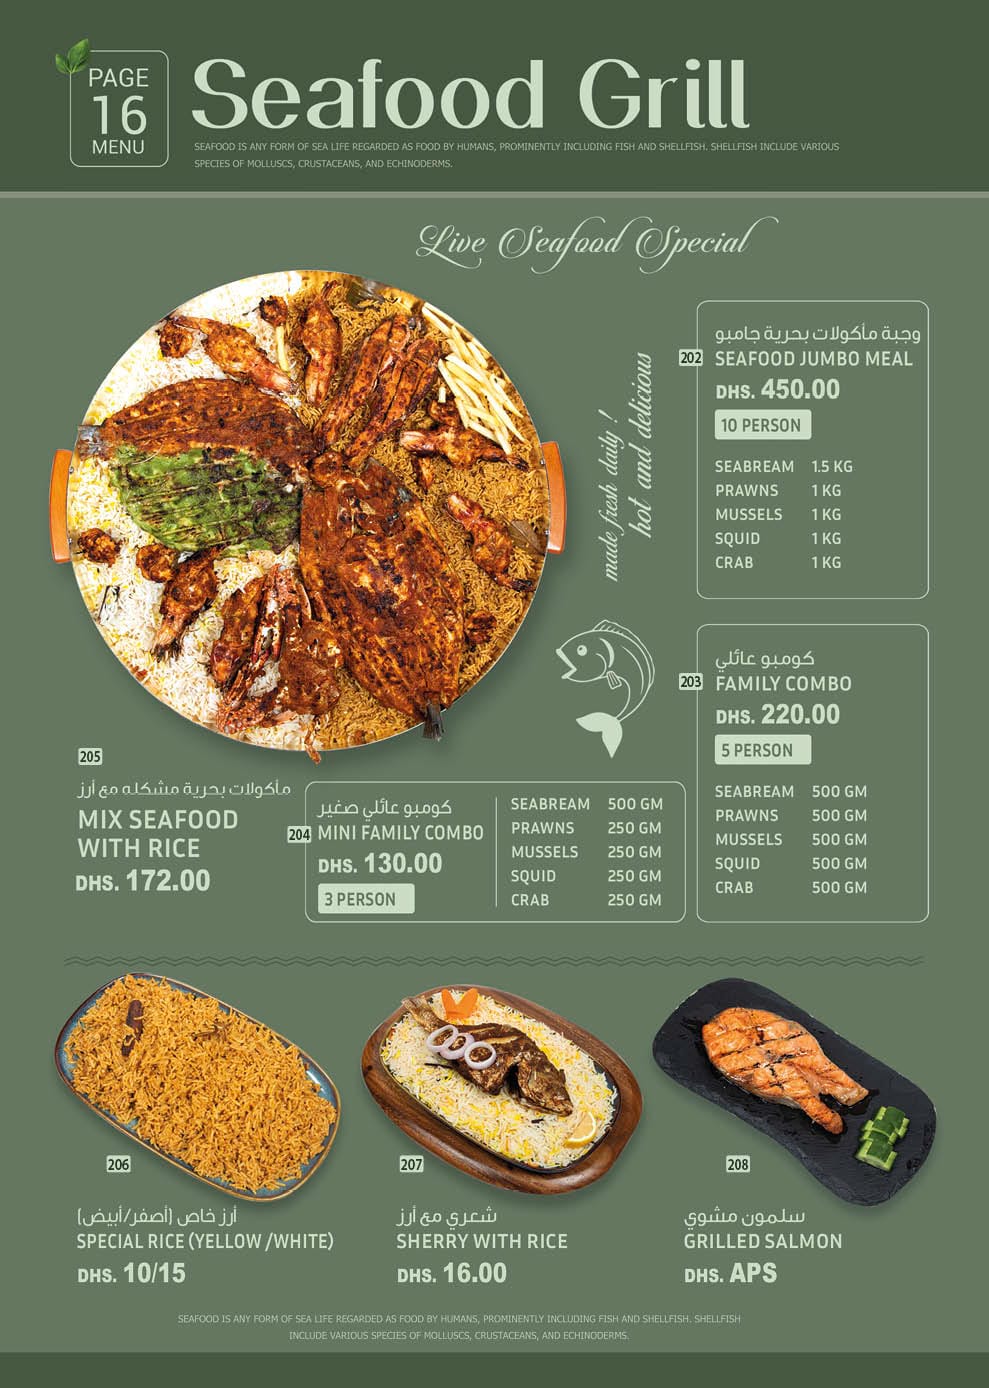 PAGE
16
MENU
Seafood Grill
SEAFOOD IS ANY FORM OF SEA LIFE REGARDED AS FOOD BY HUMANS, PROMINENTLY INCLUDING FISH AND SHELLFISH. SHELLFISH INCLUDE VARIOUS
SPECIES OF MOLLUSCS, CRUSTACEANS, AND ECHINODERMS.
Live Seafood Special
made fresh daily !
hot and delicious
202
وجبة مأكولات بحرية جامبو
SEAFOOD JUMBO MEAL
DHS. 450.00
10 PERSON
SEABREAM 1.5 KG
PRAWNS 1 KG
MUSSELS 1 KG
SQUID 1 KG
CRAB 1 KG
203
كومبو عائلي
FAMILY COMBO
DHS. 220.00
5 PERSON
SEABREAM 500 GM
PRAWNS 500 GM
MUSSELS 500 GM
SQUID 500 GM
CRAB 500 GM
205
مأكولات بحرية مشكله مع أرز
MIX SEAFOOD
WITH RICE
DHS. 172.00
204
كومبو عائلي صغير
MINI FAMILY COMBO
DHS. 130.00
3 PERSON
SEABREAM 500 GM
PRAWNS 250 GM
MUSSELS 250 GM
SQUID 250 GM
CRAB 250 GM
206
أرز خاص (أصفر/أبيض)
SPECIAL RICE (YELLOW /WHITE)
DHS. 10/15
207
شعري مع أرز
SHERRY WITH RICE
DHS. 16.00
208
سلمون مشوي
GRILLED SALMON
DHS. APS
SEAFOOD IS ANY FORM OF SEA LIFE REGARDED AS FOOD BY HUMANS, PROMINENTLY INCLUDING FISH AND SHELLFISH. SHELLFISH
INCLUDE VARIOUS SPECIES OF MOLLUSCS, CRUSTACEANS, AND ECHINODERMS.